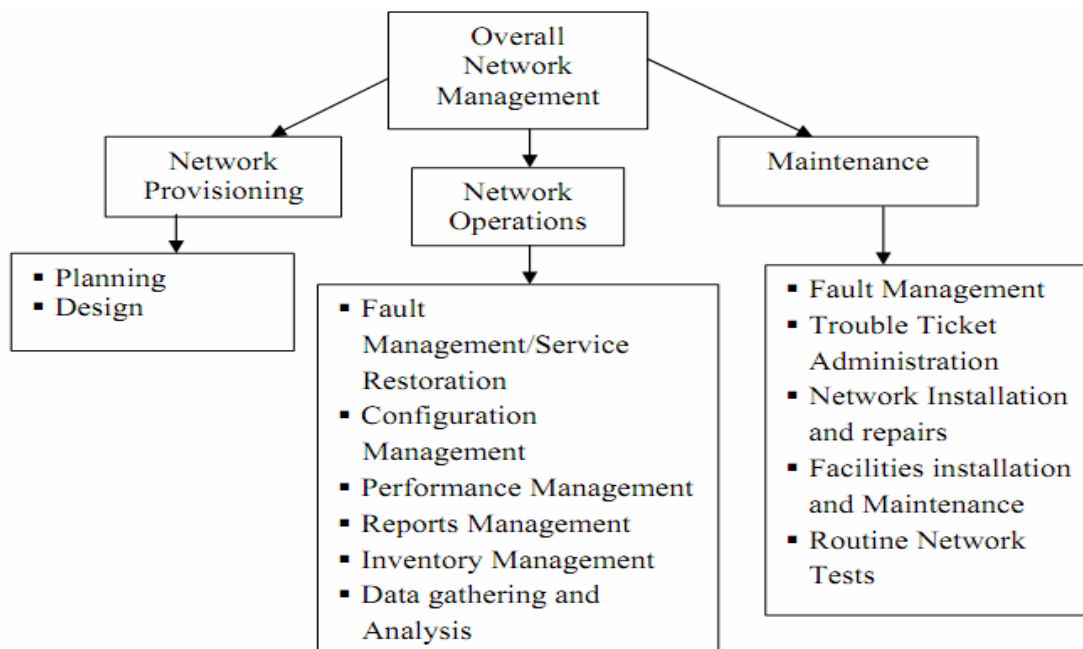 Overall
Network
Management
Network
Provisioning
Network
Operations
Maintenance
▪ Planning
▪ Design
▪ Fault
Management/Service
Restoration
▪ Configuration
Management
▪ Performance Management
▪ Reports Management
▪ Inventory Management
▪ Data gathering and
Analysis
▪ Fault Management
▪ Trouble Ticket
Administration
▪ Network Installation
and repairs
▪ Facilities installation
and Maintenance
▪ Routine Network
Tests